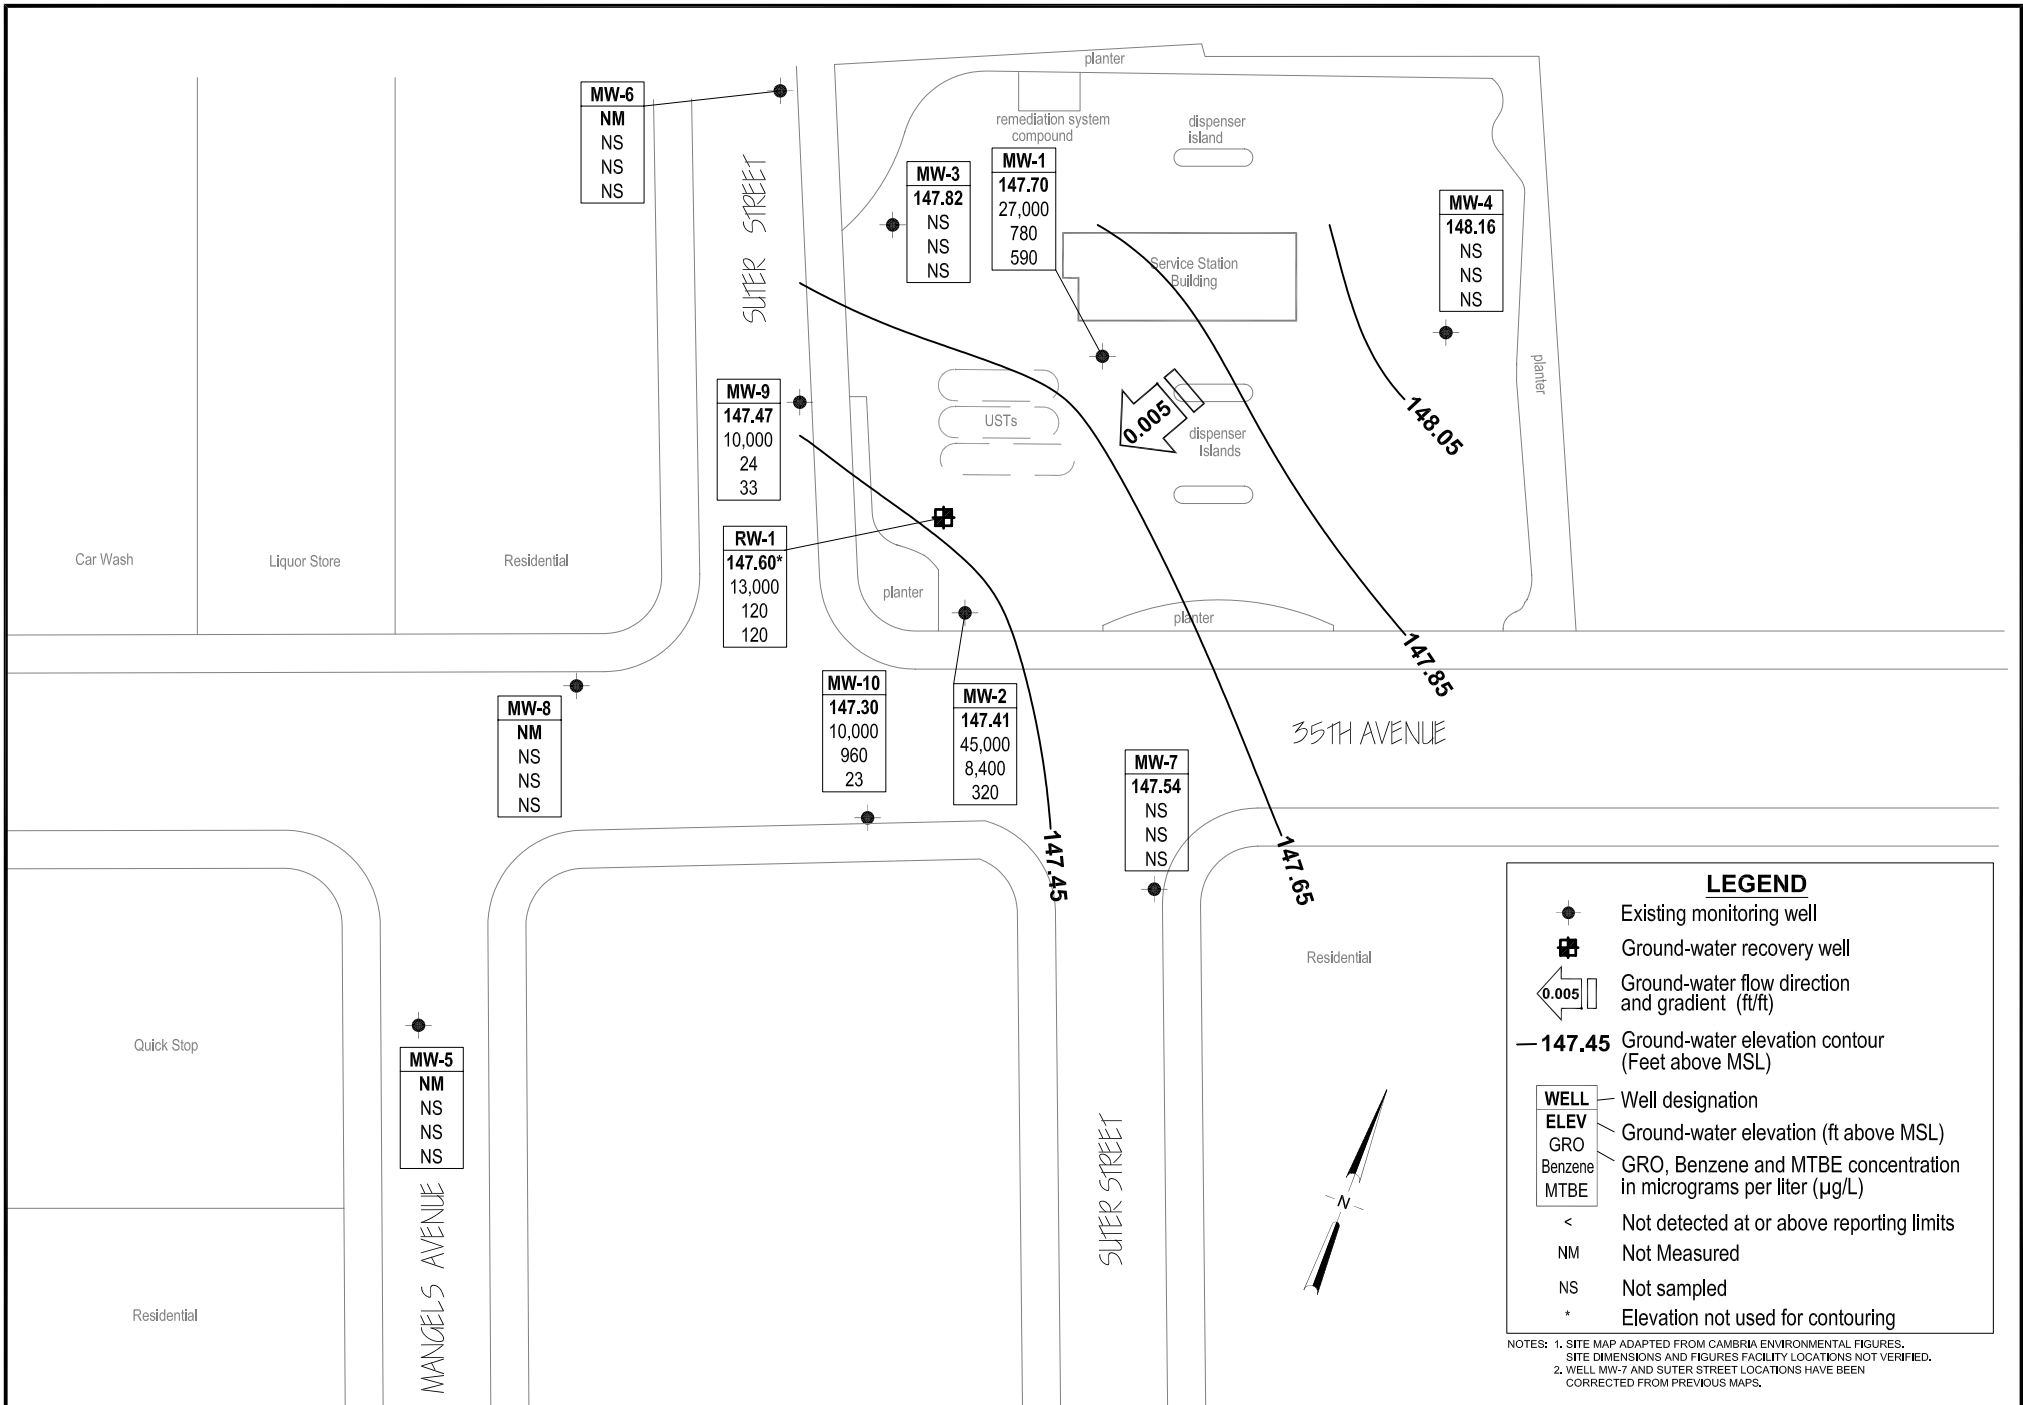 planter
MW-6
NM
NS
NS
NS
remediation system
compound
dispenser
island
SUTER STREET
MW-3
147.82
NS
NS
NS
MW-1
147.70
27,000
780
590
MW-4
148.16
NS
NS
NS
Service Station
Building
planter
MW-9
147.47
10,000
24
33
USTs
0.005
dispenser
Islands
148.05
RW-1
147.60*
13,000
120
120
Car Wash
Liquor Store
Residential
planter
planter
147.85
MW-8
NM
NS
NS
NS
MW-10
147.30
10,000
960
23
MW-2
147.41
45,000
8,400
320
35TH AVENUE
MW-7
147.54
NS
NS
NS
147.45
147.65
Residential
Quick Stop
MW-5
NM
NS
NS
NS
MANGELS AVENUE
SUTER STREET
N
Residential
LEGEND
Existing monitoring well
Ground-water recovery well
0.005
Ground-water flow direction
and gradient (ft/ft)
147.45 Ground-water elevation contour
(Feet above MSL)
WELL Well designation
ELEV Ground-water elevation (ft above MSL)
GRO
Benzene
MTBE
GRO, Benzene and MTBE concentration
in micrograms per liter (µg/L)
< Not detected at or above reporting limits
NM Not Measured
NS Not sampled
* Elevation not used for contouring
NOTES: 1. SITE MAP ADAPTED FROM CAMBRIA ENVIRONMENTAL FIGURES.
SITE DIMENSIONS AND FIGURES FACILITY LOCATIONS NOT VERIFIED.
2. WELL MW-7 AND SUTER STREET LOCATIONS HAVE BEEN
CORRECTED FROM PREVIOUS MAPS.